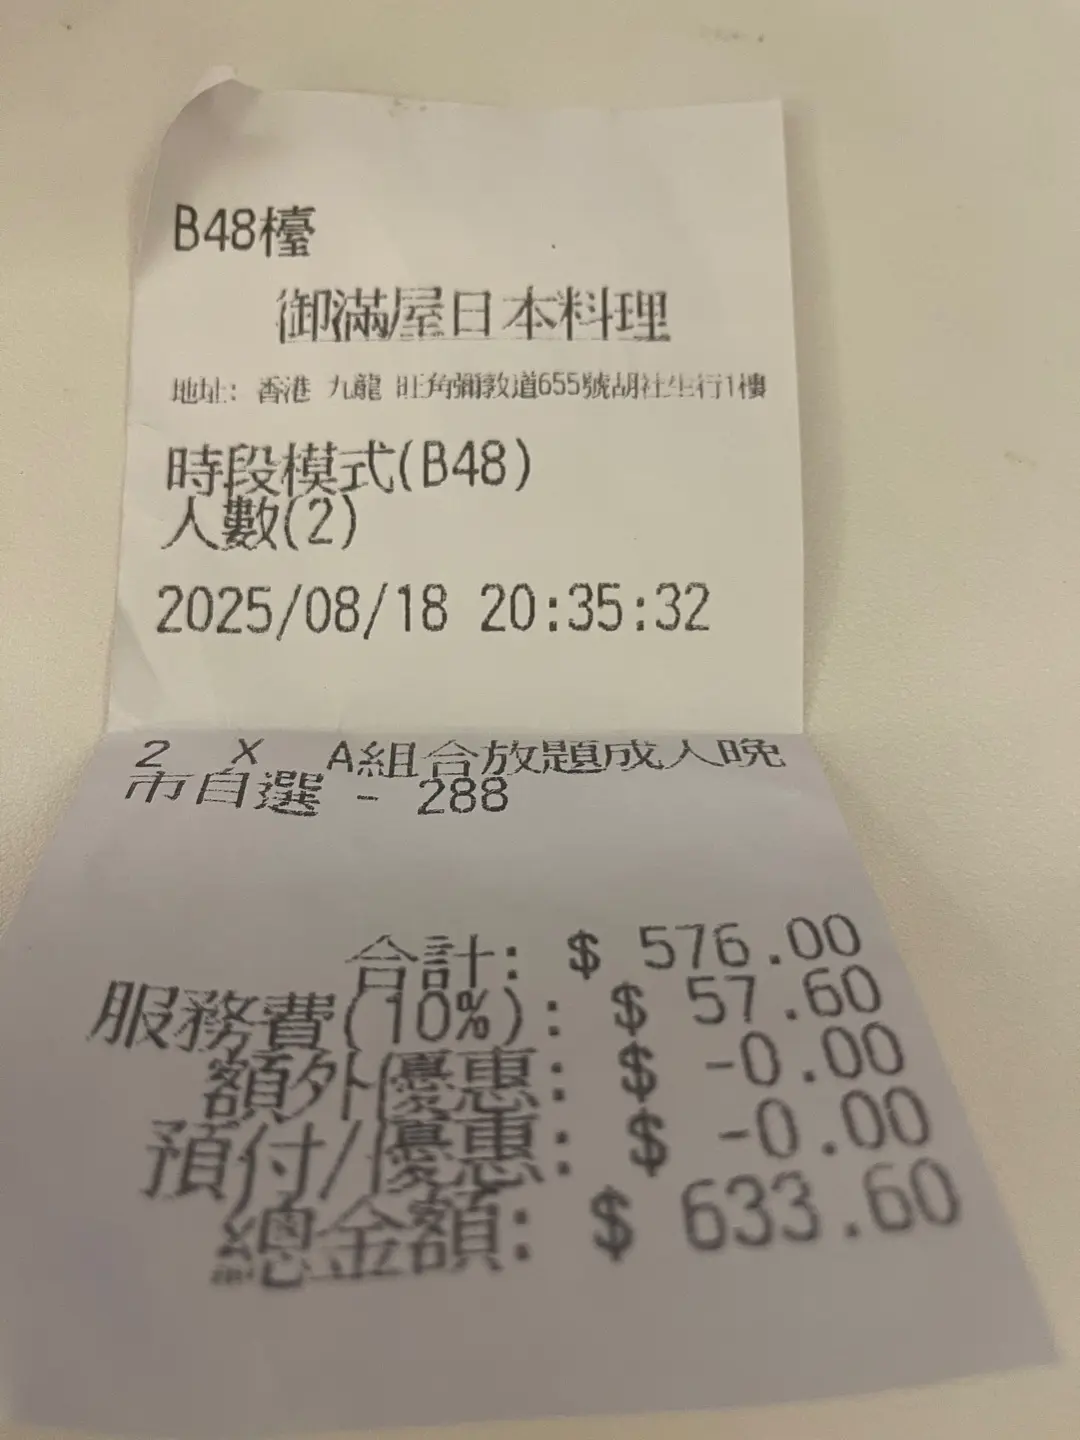 B48檯
御滿屋日本料理
地址: 香港 九龍 旺角彌敦道655號胡社生行1樓
時段模式(B48)
人數(2)
2025/08/18 20:35:32
2 X A組合放題成人晚
市自選 - 288
合計: $ 576.00
服務費(10%): $ 57.60
額外優惠: $ -0.00
預付/優惠: $ -0.00
總金額: $ 633.60